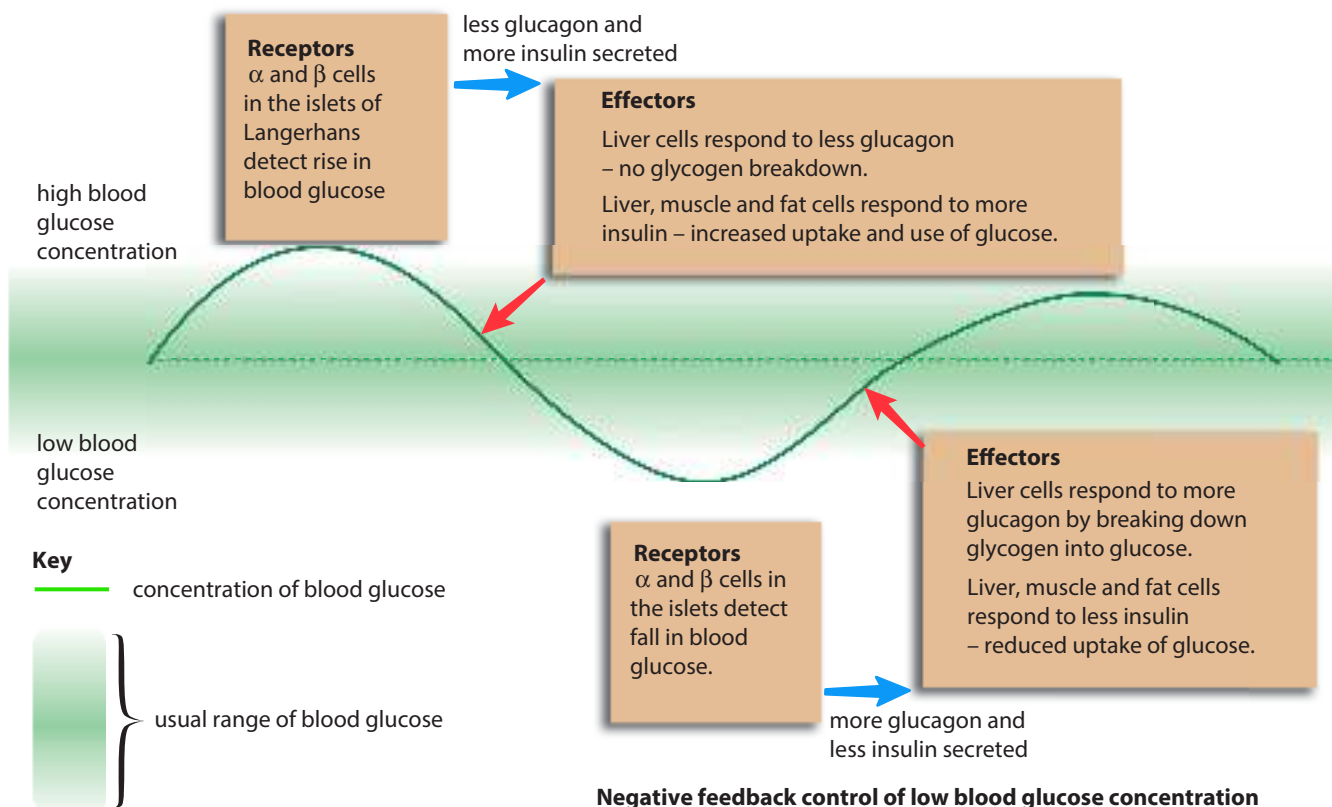 less glucagon and
more insulin secreted
Receptors
α and β cells
in the islets of
Langerhans
detect rise in
blood glucose
Effectors
Liver cells respond to less glucagon
– no glycogen breakdown.
Liver, muscle and fat cells respond to more
insulin – increased uptake and use of glucose.
high blood
glucose
concentration
low blood
glucose
concentration
Effectors
Liver cells respond to more
glucagon by breaking down
glycogen into glucose.
Liver, muscle and fat cells
respond to less insulin
– reduced uptake of glucose.
Receptors
α and β cells in
the islets detect
fall in blood
glucose.
more glucagon and
less insulin secreted
Key
concentration of blood glucose
usual range of blood glucose
Negative feedback control of low blood glucose concentration